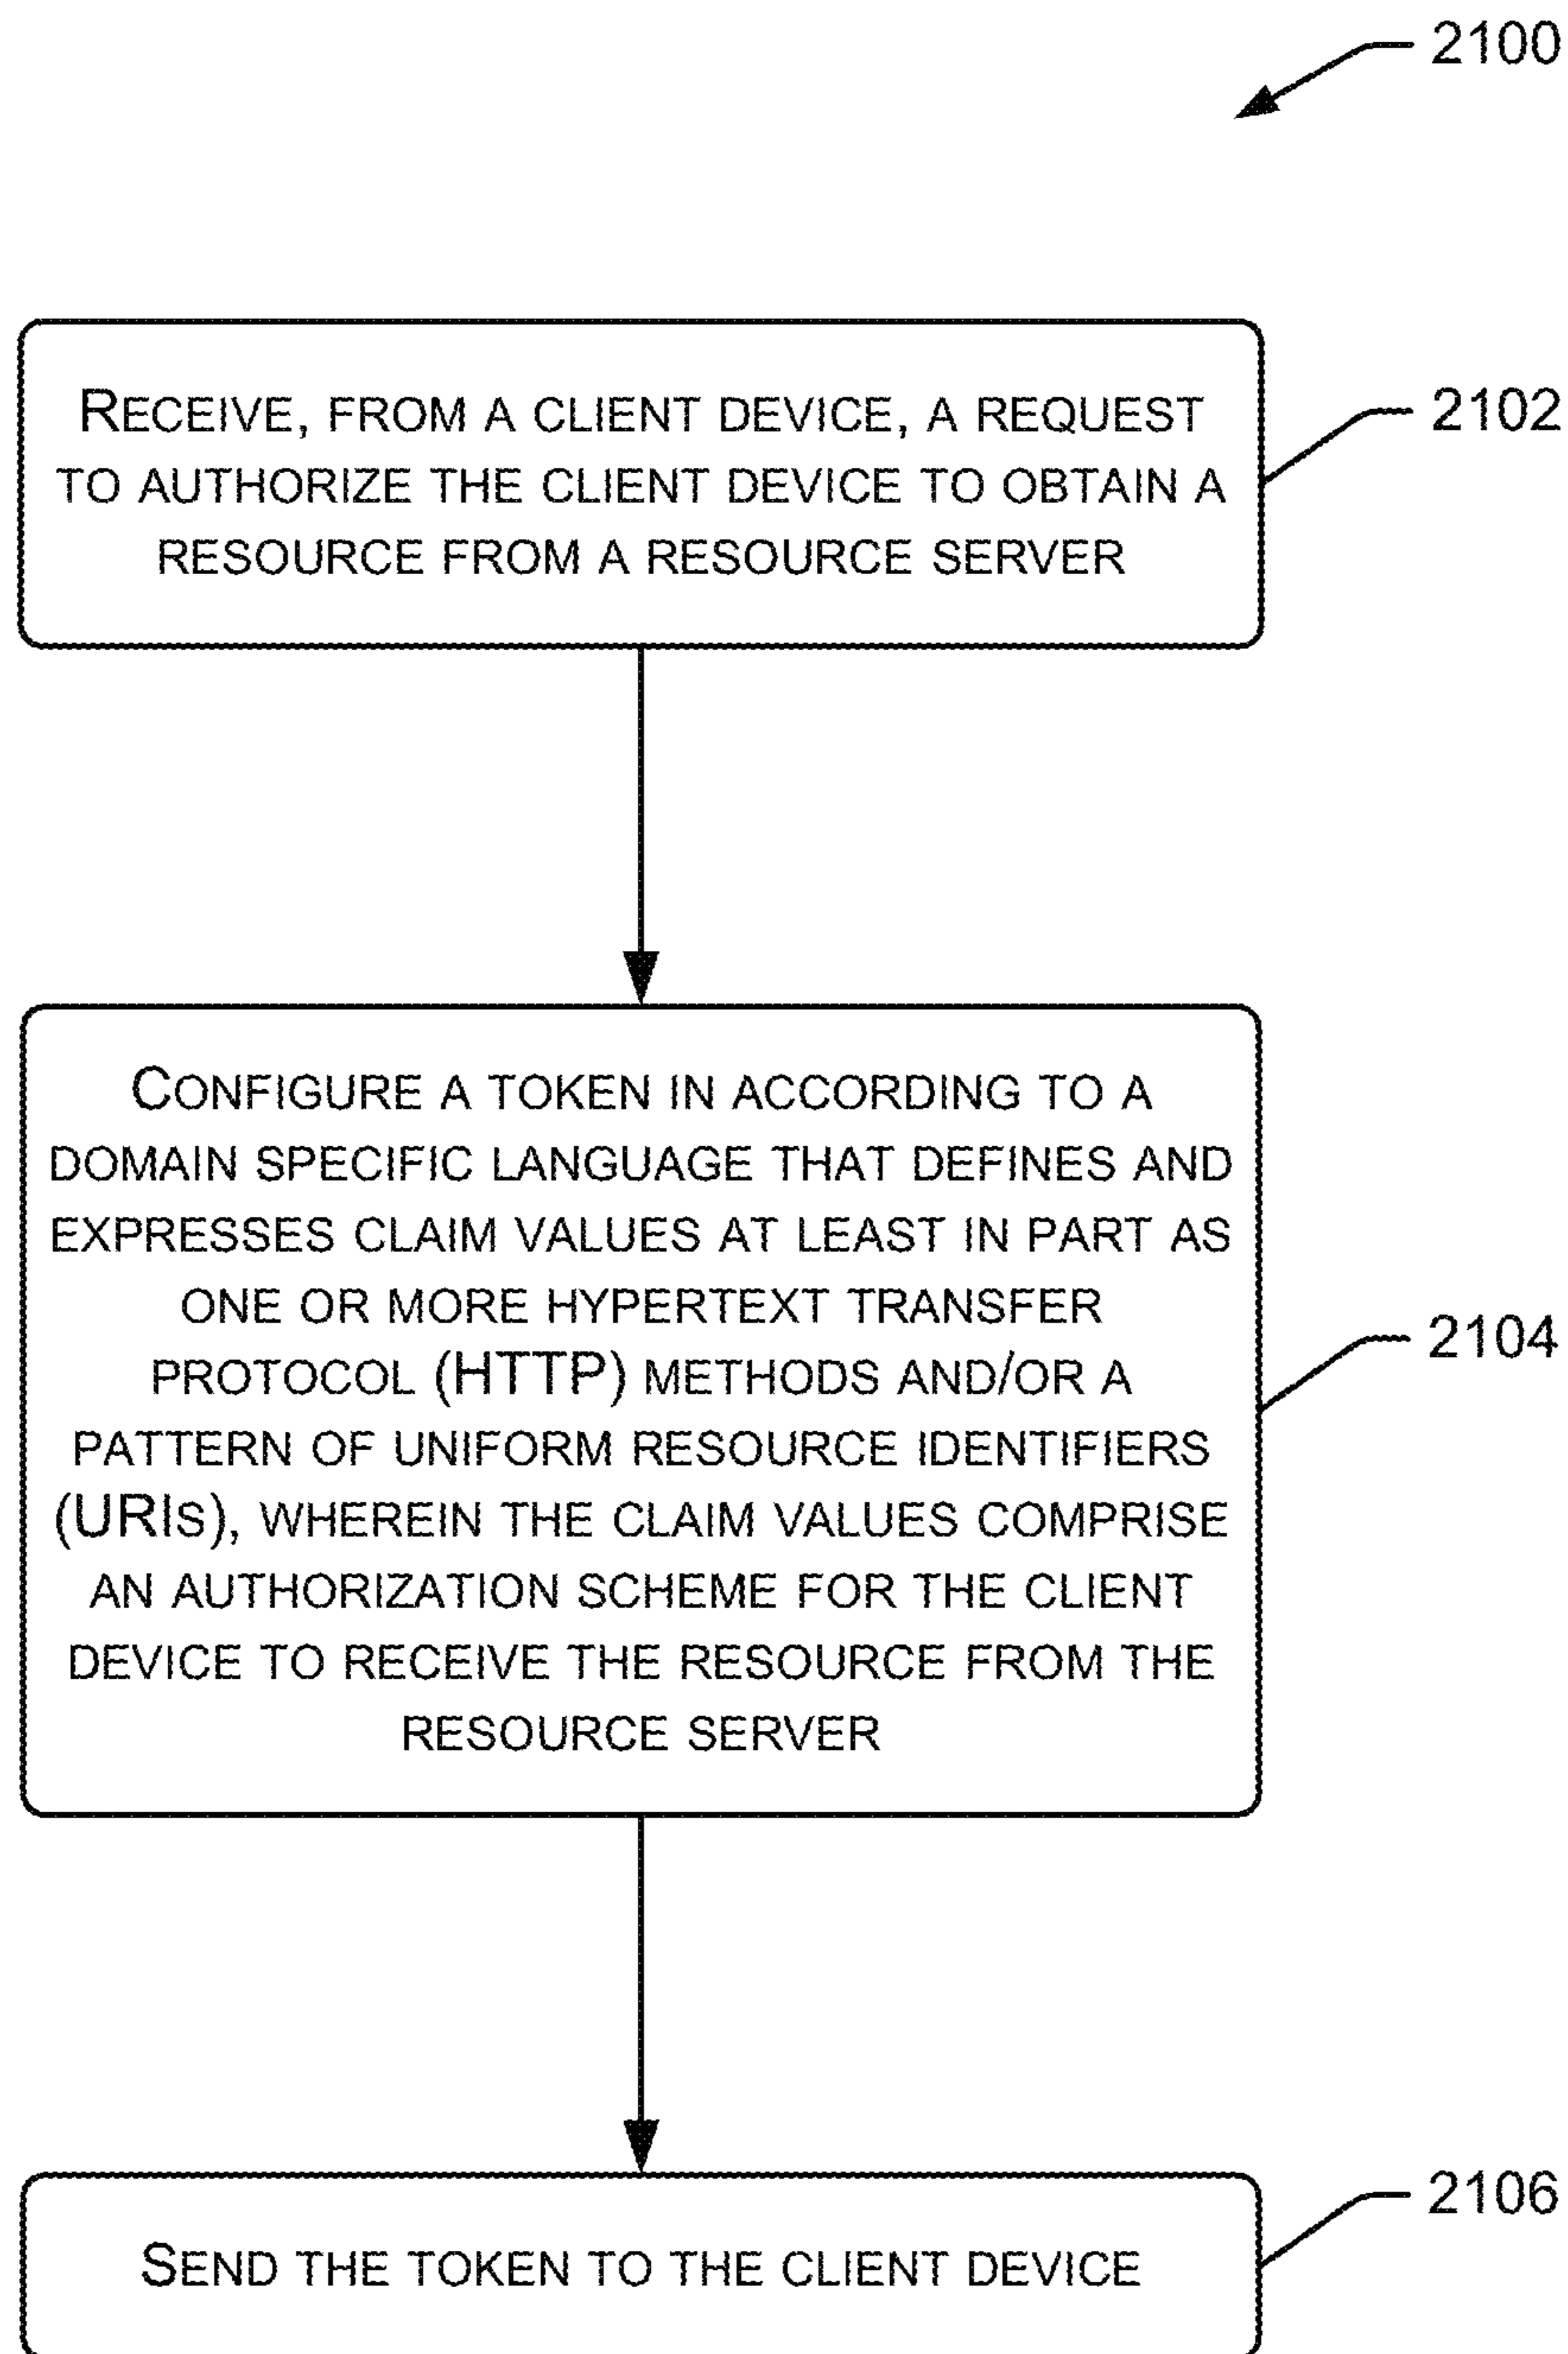 2100
RECEIVE, FROM A CLIENT DEVICE, A REQUEST
TO AUTHORIZE THE CLIENT DEVICE TO OBTAIN A
RESOURCE FROM A RESOURCE SERVER
2102
CONFIGURE A TOKEN IN ACCORDING TO A
DOMAIN SPECIFIC LANGUAGE THAT DEFINES AND
EXPRESSES CLAIM VALUES AT LEAST IN PART AS
ONE OR MORE HYPERTEXT TRANSFER
PROTOCOL (HTTP) METHODS AND/OR A
PATTERN OF UNIFORM RESOURCE IDENTIFIERS
(URIS), WHEREIN THE CLAIM VALUES COMPRISE
AN AUTHORIZATION SCHEME FOR THE CLIENT
DEVICE TO RECEIVE THE RESOURCE FROM THE
RESOURCE SERVER
2104
SEND THE TOKEN TO THE CLIENT DEVICE
2106